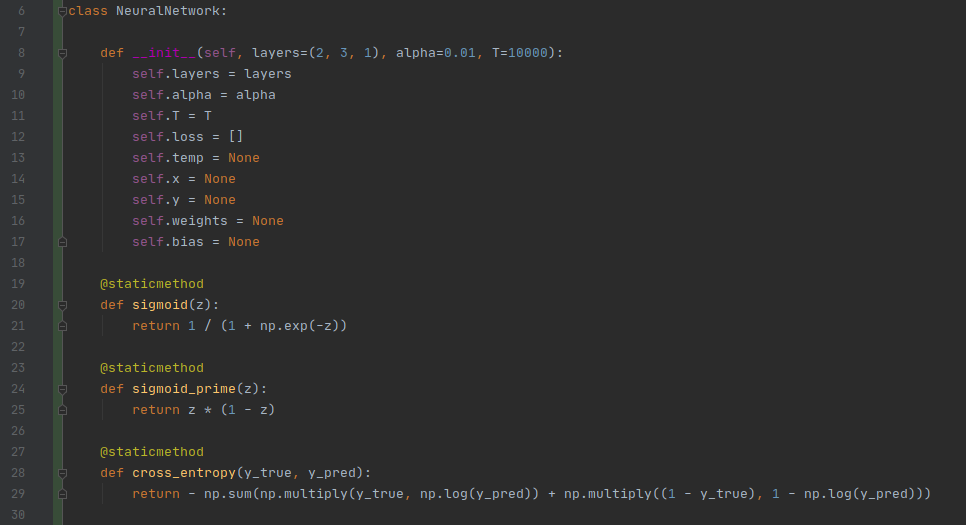 6 class NeuralNetwork:
7
8 def __init__(self, layers=(2, 3, 1), alpha=0.01, T=10000):
9 self.layers = layers
10 self.alpha = alpha
11 self.T = T
12 self.loss = []
13 self.temp = None
14 self.x = None
15 self.y = None
16 self.weights = None
17 self.bias = None
18
19 @staticmethod
20 def sigmoid(z):
21 return 1 / (1 + np.exp(-z))
22
23 @staticmethod
24 def sigmoid_prime(z):
25 return z * (1 - z)
26
27 @staticmethod
28 def cross_entropy(y_true, y_pred):
29 return - np.sum(np.multiply(y_true, np.log(y_pred)) + np.multiply((1 - y_true), 1 - np.log(y_pred)))
30